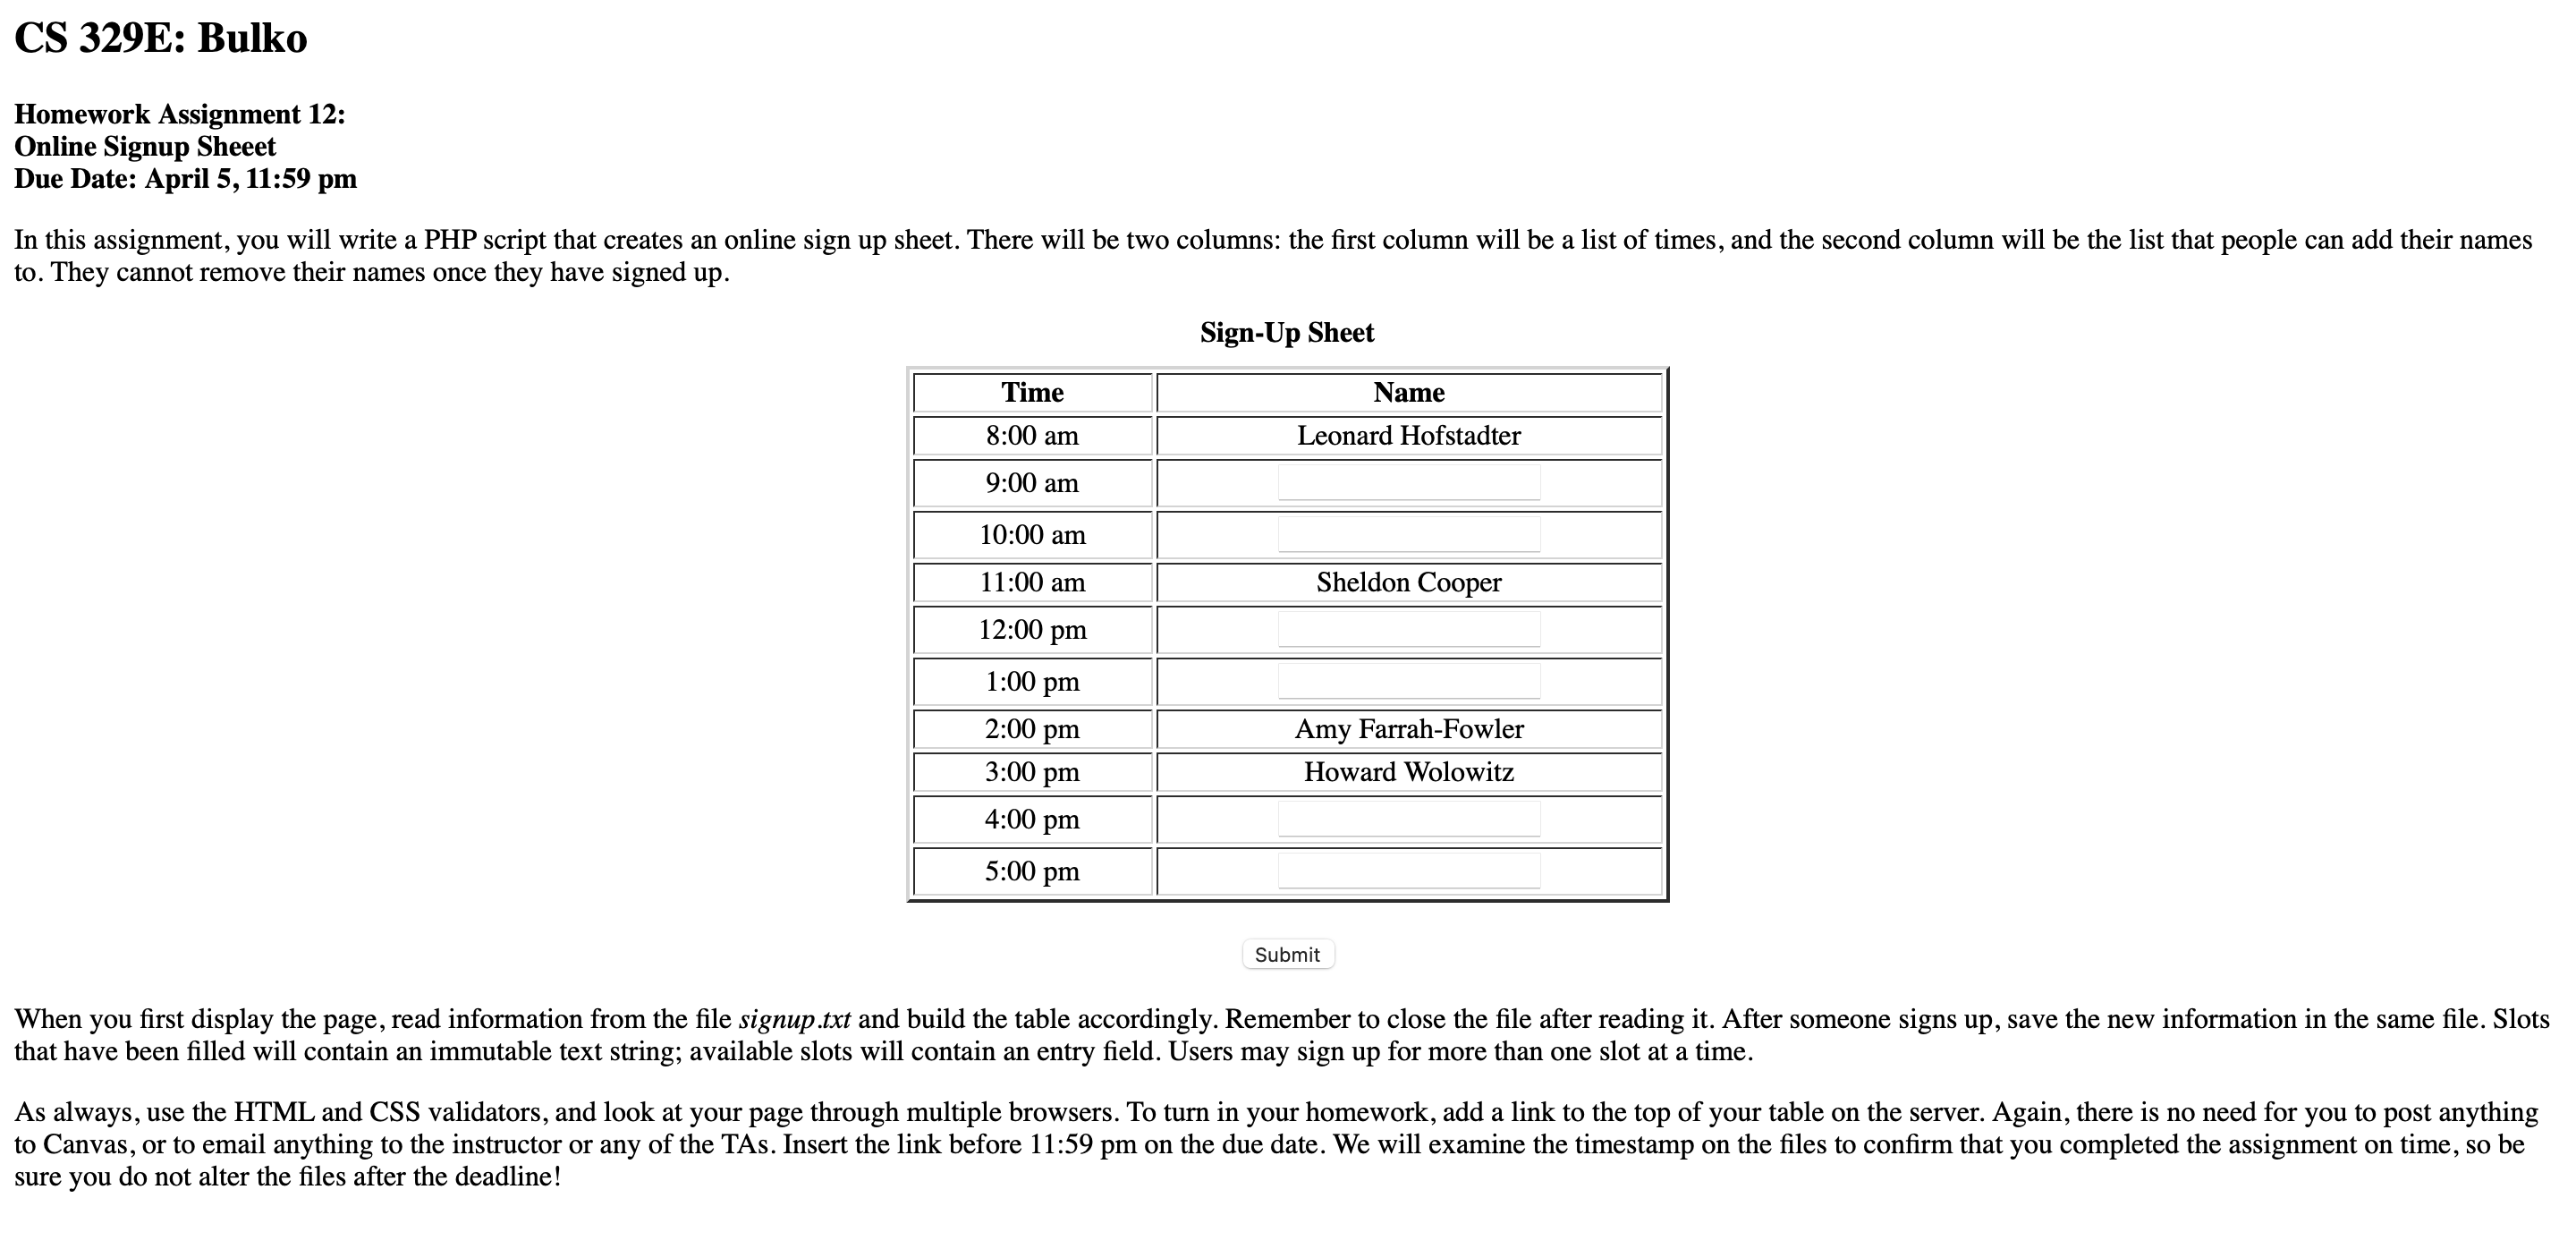 CS 329E: Bulko
Homework Assignment 12:
Online Signup Sheeet
Due Date: April 5, 11:59 pm
In this assignment, you will write a PHP script that creates an online sign up sheet. There will be two columns: the first column will be a list of times, and the second column will be the list that people can add their names
to. They cannot remove their names once they have signed up.
Sign-Up Sheet
Time Name
8:00 am Leonard Hofstadter
9:00 am
10:00 am
11:00 am Sheldon Cooper
12:00 pm
1:00 pm
2:00 pm Amy Farrah-Fowler
3:00 pm Howard Wolowitz
4:00 pm
5:00 pm
Submit
When you first display the page, read information from the file signup.txt and build the table accordingly. Remember to close the file after reading it. After someone signs up, save the new information in the same file. Slots
that have been filled will contain an immutable text string; available slots will contain an entry field. Users may sign up for more than one slot at a time.
As always, use the HTML and CSS validators, and look at your page through multiple browsers. To turn in your homework, add a link to the top of your table on the server. Again, there is no need for you to post anything
to Canvas, or to email anything to the instructor or any of the TAs. Insert the link before 11:59 pm on the due date. We will examine the timestamp on the files to confirm that you completed the assignment on time, so be
sure you do not alter the files after the deadline!